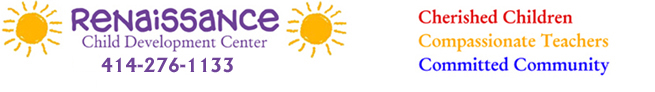 RENAiSSANCE
Child Development Center
414-276-1133
Cherished Children
Compassionate Teachers
Committed Community